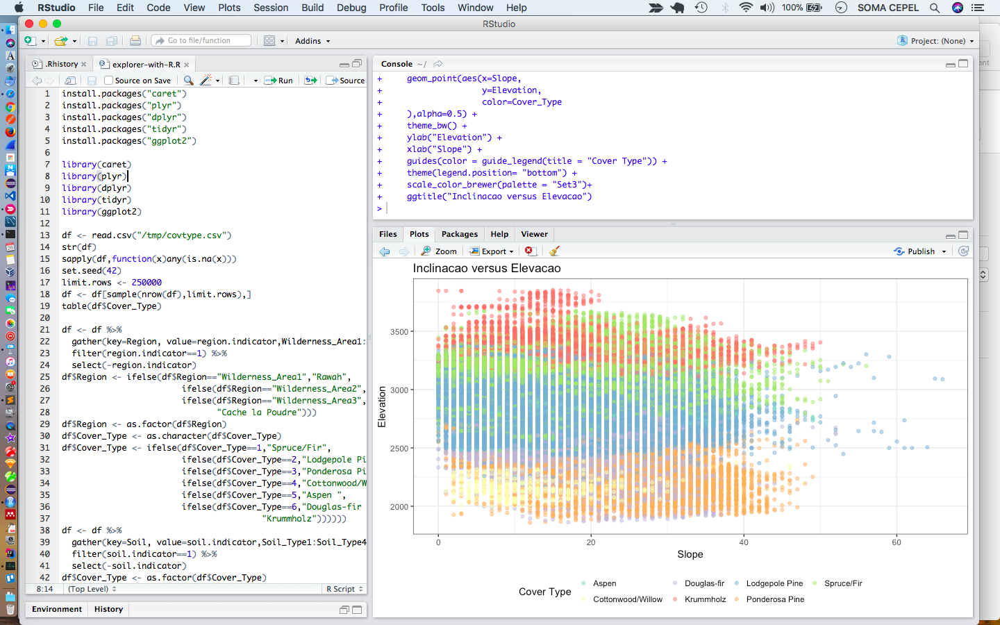 RStudio File Edit Code View Plots Session Build Debug Profile Tools Window Help 100% SOMA CEPEL
RStudio
Go to file/function Addins Project: (None)
.Rhistory explorer-with-R.R
Source on Save Run Source
1 install.packages("caret")
2 install.packages("plyr")
3 install.packages("dplyr")
4 install.packages("tidyr")
5 install.packages("ggplot2")
6
7 library(caret)
8 library(plyr)
9 library(dplyr)
10 library(tidyr)
11 library(ggplot2)
12
13 df <- read.csv("/tmp/covtype.csv")
14 str(df)
15 sapply(df,function(x)any(is.na(x)))
16 set.seed(42)
17 limit.rows <- 250000
18 df <- df[sample(nrow(df),limit.rows),]
19 table(df$Cover_Type)
20
21 df <- df %>%
22 gather(key=Region, value=region.indicator,Wilderness_Area1:
23 filter(region.indicator==1) %>%
24 select(-region.indicator)
25 df$Region <- ifelse(df$Region=="Wilderness_Area1","Rawah",
26 ifelse(df$Region=="Wilderness_Area2",
27 ifelse(df$Region=="Wilderness_Area3",
28 "Cache la Poudre")))
29 df$Region <- as.factor(df$Region)
30 df$Cover_Type <- as.character(df$Cover_Type)
31 df$Cover_Type <- ifelse(df$Cover_Type==1,"Spruce/Fir",
32 ifelse(df$Cover_Type==2,"Lodgepole Pi
33 ifelse(df$Cover_Type==3,"Ponderosa Pi
34 ifelse(df$Cover_Type==4,"Cottonwood/W
35 ifelse(df$Cover_Type==5,"Aspen ",
36 ifelse(df$Cover_Type==6,"Douglas-fir
37 "Krummholz"))))))
38 df <- df %>%
39 gather(key=Soil, value=soil.indicator,Soil_Type1:Soil_Type4
40 filter(soil.indicator==1) %>%
41 select(-soil.indicator)
42 df$Cover_Type <- as.factor(df$Cover_Type)
8:14 (Top Level) R Script
Environment History
Console ~/
+ geom_point(aes(x=Slope,
+ y=Elevation,
+ color=Cover_Type
+ ),alpha=0.5) +
+ theme_bw() +
+ ylab("Elevation") +
+ xlab("Slope") +
+ guides(color = guide_legend(title = "Cover Type")) +
+ theme(legend.position= "bottom") +
+ scale_color_brewer(palette = "Set3")+
+ ggtitle("Inclinacao versus Elevacao")
>
Files Plots Packages Help Viewer
Zoom Export Publish
Inclinacao versus Elevacao
3500
3000
2500
2000
Elevation
0 20 40 60
Slope
Cover Type
Aspen Douglas-fir Lodgepole Pine Spruce/Fir
Cottonwood/Willow Krummholz Ponderosa Pine